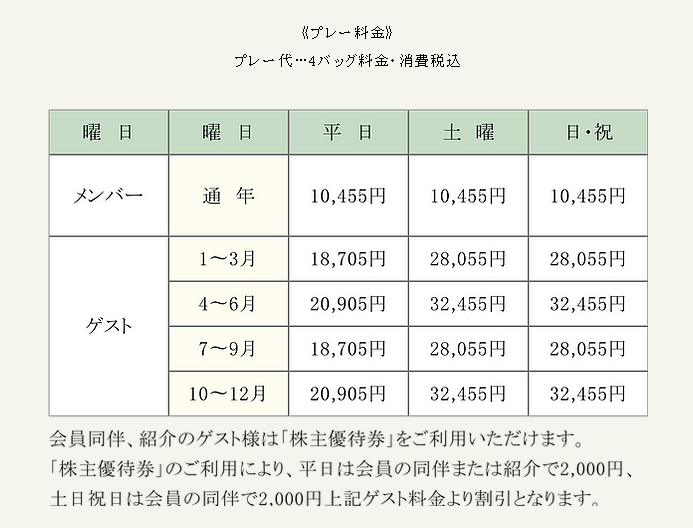 《プレー料金》
プレー代…4バッグ料金・消費税込
曜 日 曜 日 平 日 土 曜 日・祝
メンバー 通 年 10,455円 10,455円 10,455円
ゲスト
1〜3月 18,705円 28,055円 28,055円
4〜6月 20,905円 32,455円 32,455円
7〜9月 18,705円 28,055円 28,055円
10〜12月 20,905円 32,455円 32,455円
会員同伴、紹介のゲスト様は「株主優待券」をご利用いただけます。
「株主優待券」のご利用により、平日は会員の同伴または紹介で2,000円、
土日祝日は会員の同伴で2,000円上記ゲスト料金より割引となります。